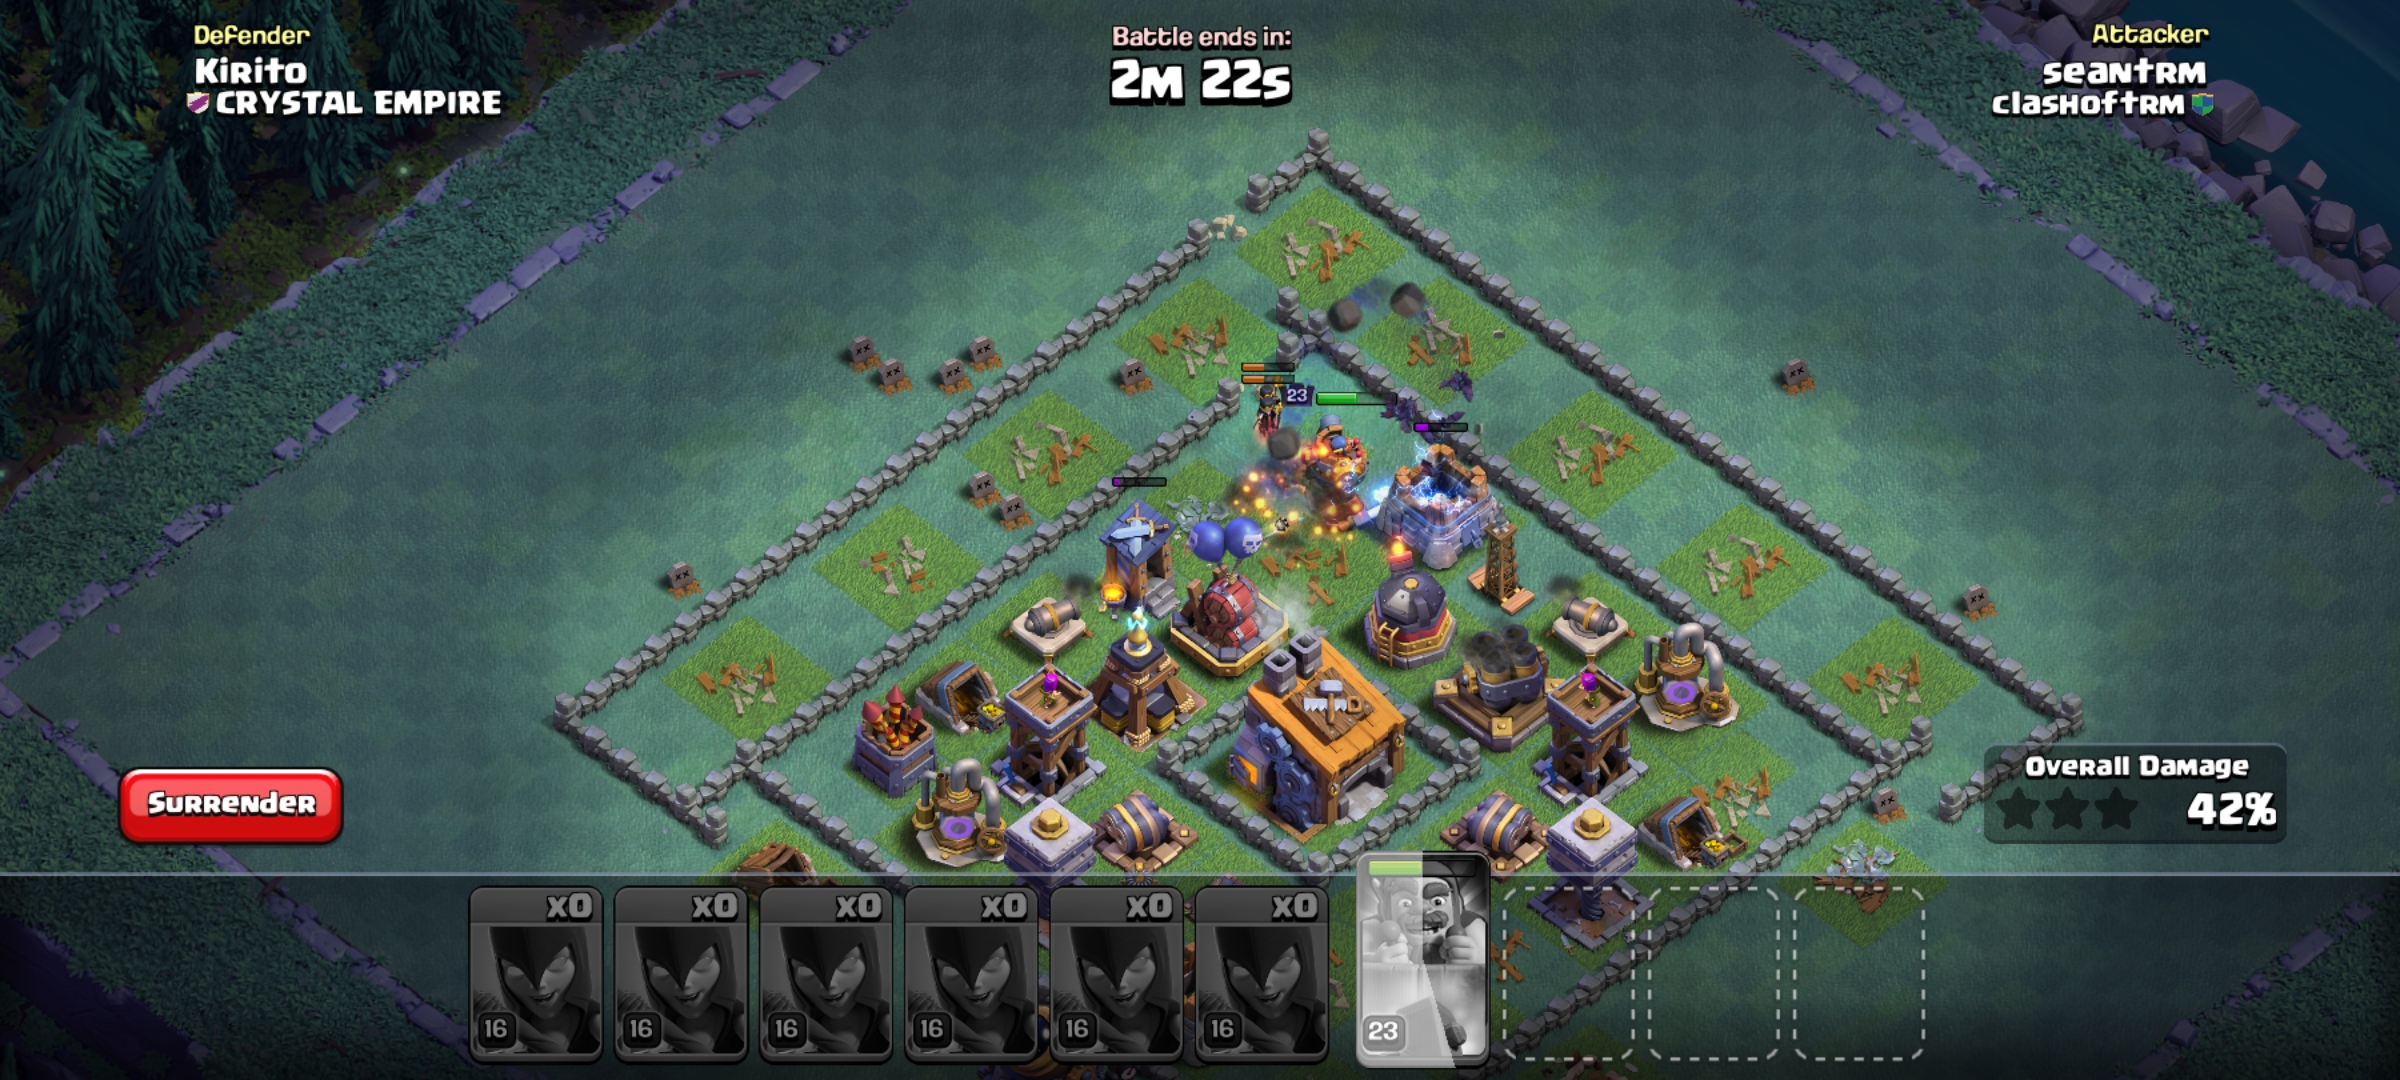 Defender
Kirito
CRYSTAL EMPIRE
Battle ends in:
2M 22s
Attacker
seantRM
clashoftRM
23
Surrender
Overall Damage
42%
x0
x0
x0
x0
x0
x0
16
16
16
16
16
16
23